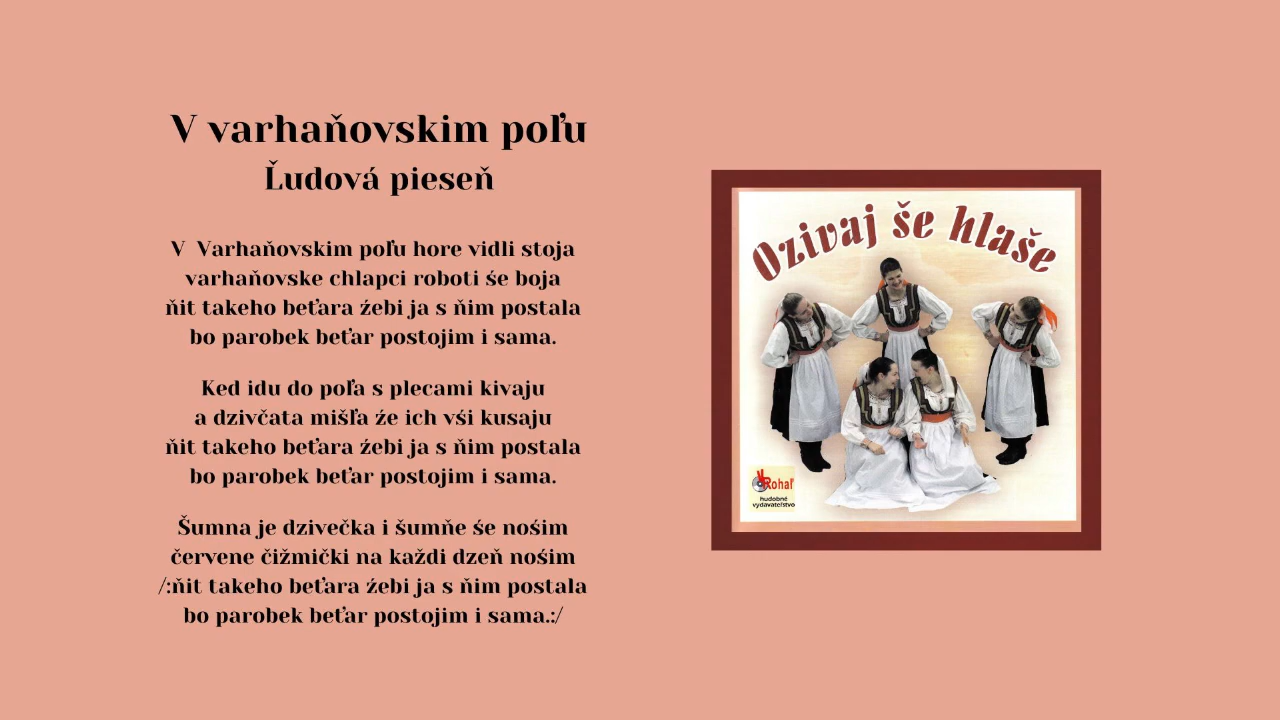 V varhaňovskim poľu
Ľudová pieseň
V Varhaňovskim poľu hore vidli stoja
varhaňovske chlapci roboti śe boja
ňit takeho beťara źebi ja s ňim postala
bo parobek beťar postojim i sama.
Ked idu do poľa s plecami kivaju
a dzivčata mišľa źe ich vśi kusaju
ňit takeho beťara źebi ja s ňim postala
bo parobek beťar postojim i sama.
Šumna je dzivečka i šumňe śe nośim
červene čižmički na každi dzeň nośim
/:ňit takeho beťara źebi ja s ňim postala
bo parobek beťar postojim i sama.:/
Ozivaj še hlaše
Rohaľ
hudobné
vydavateľstvo